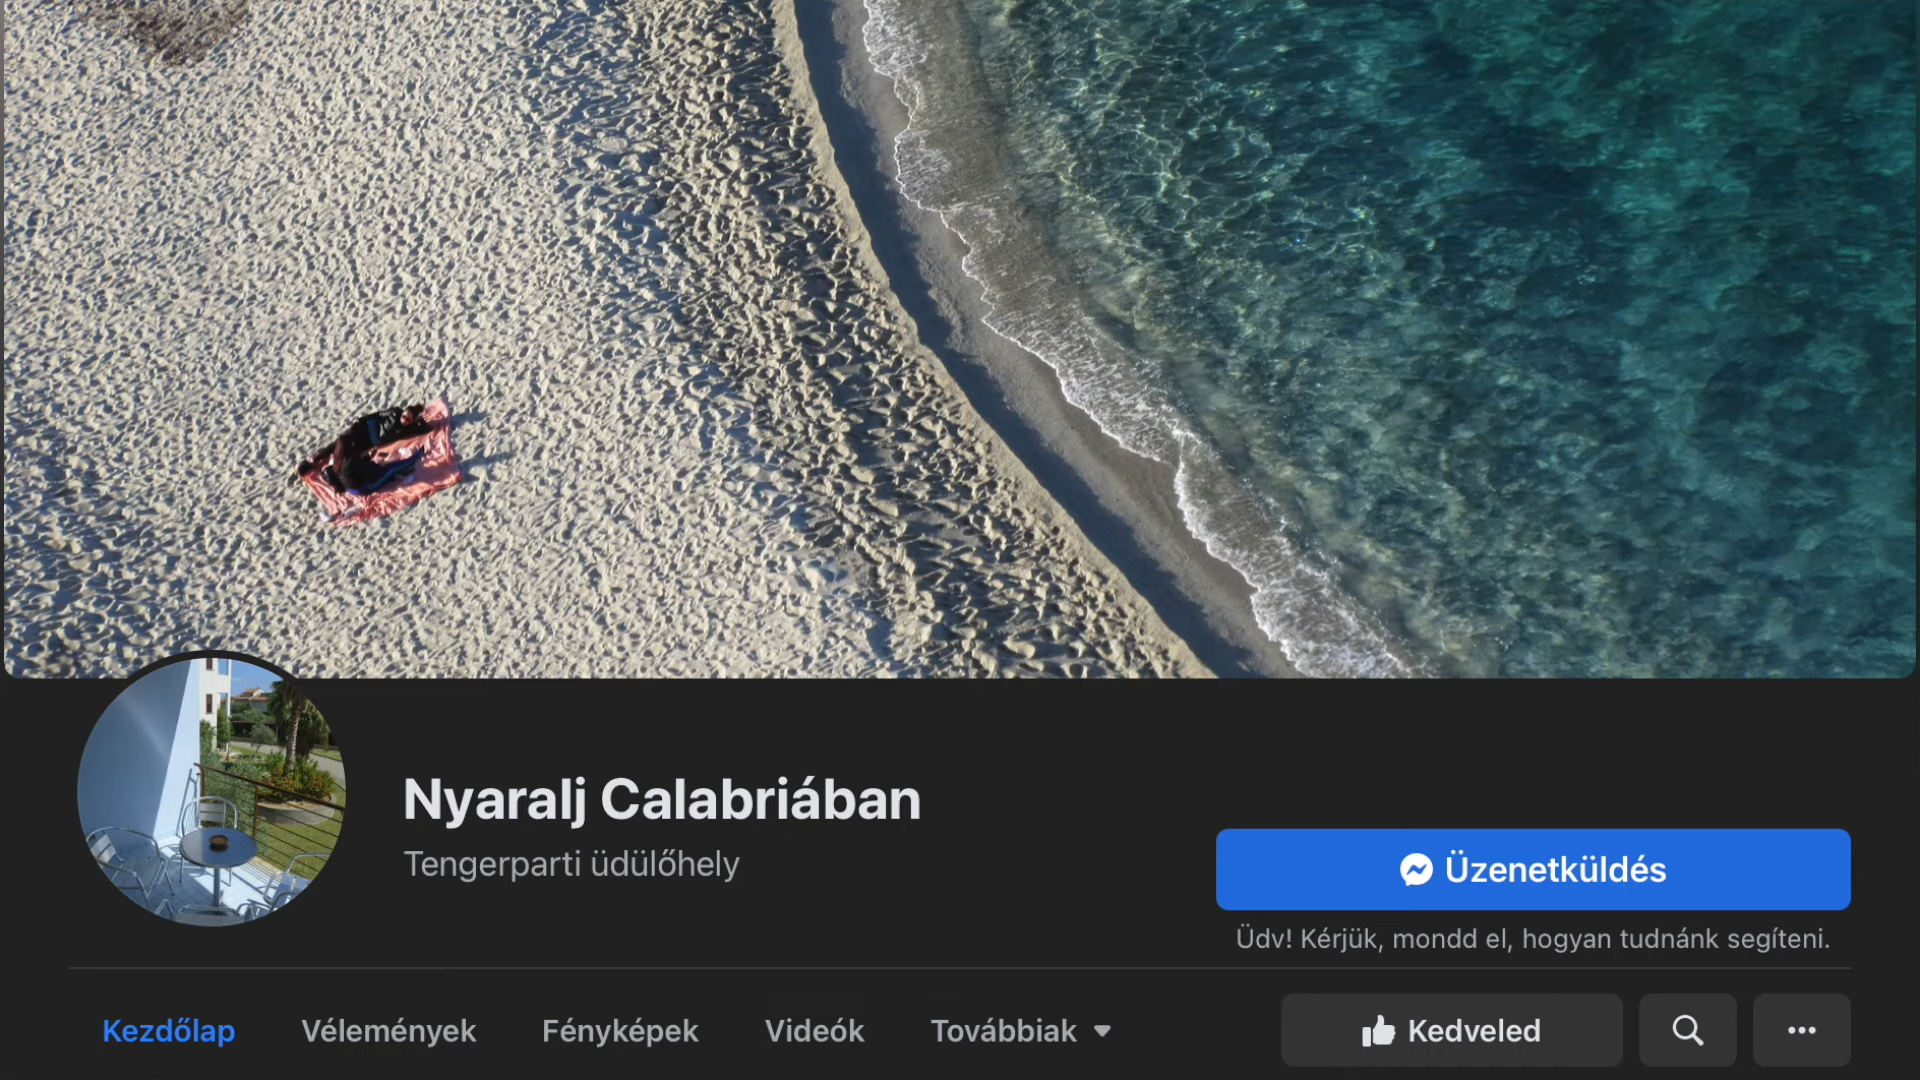 Nyaralj Calabriában
Tengerparti üdülőhely
Üzenetküldés
Üdv! Kérjük, mondd el, hogyan tudnánk segíteni.
Kezdőlap Vélemények Fényképek Videók Továbbiak Kedveled